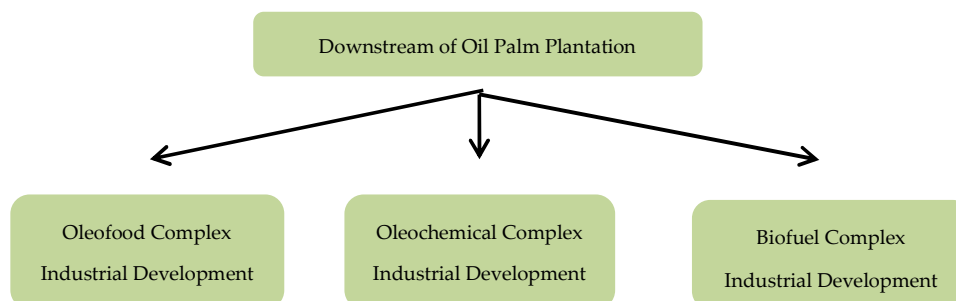 Downstream of Oil Palm Plantation
Oleofood Complex
Industrial Development
Oleochemical Complex
Industrial Development
Biofuel Complex
Industrial Development